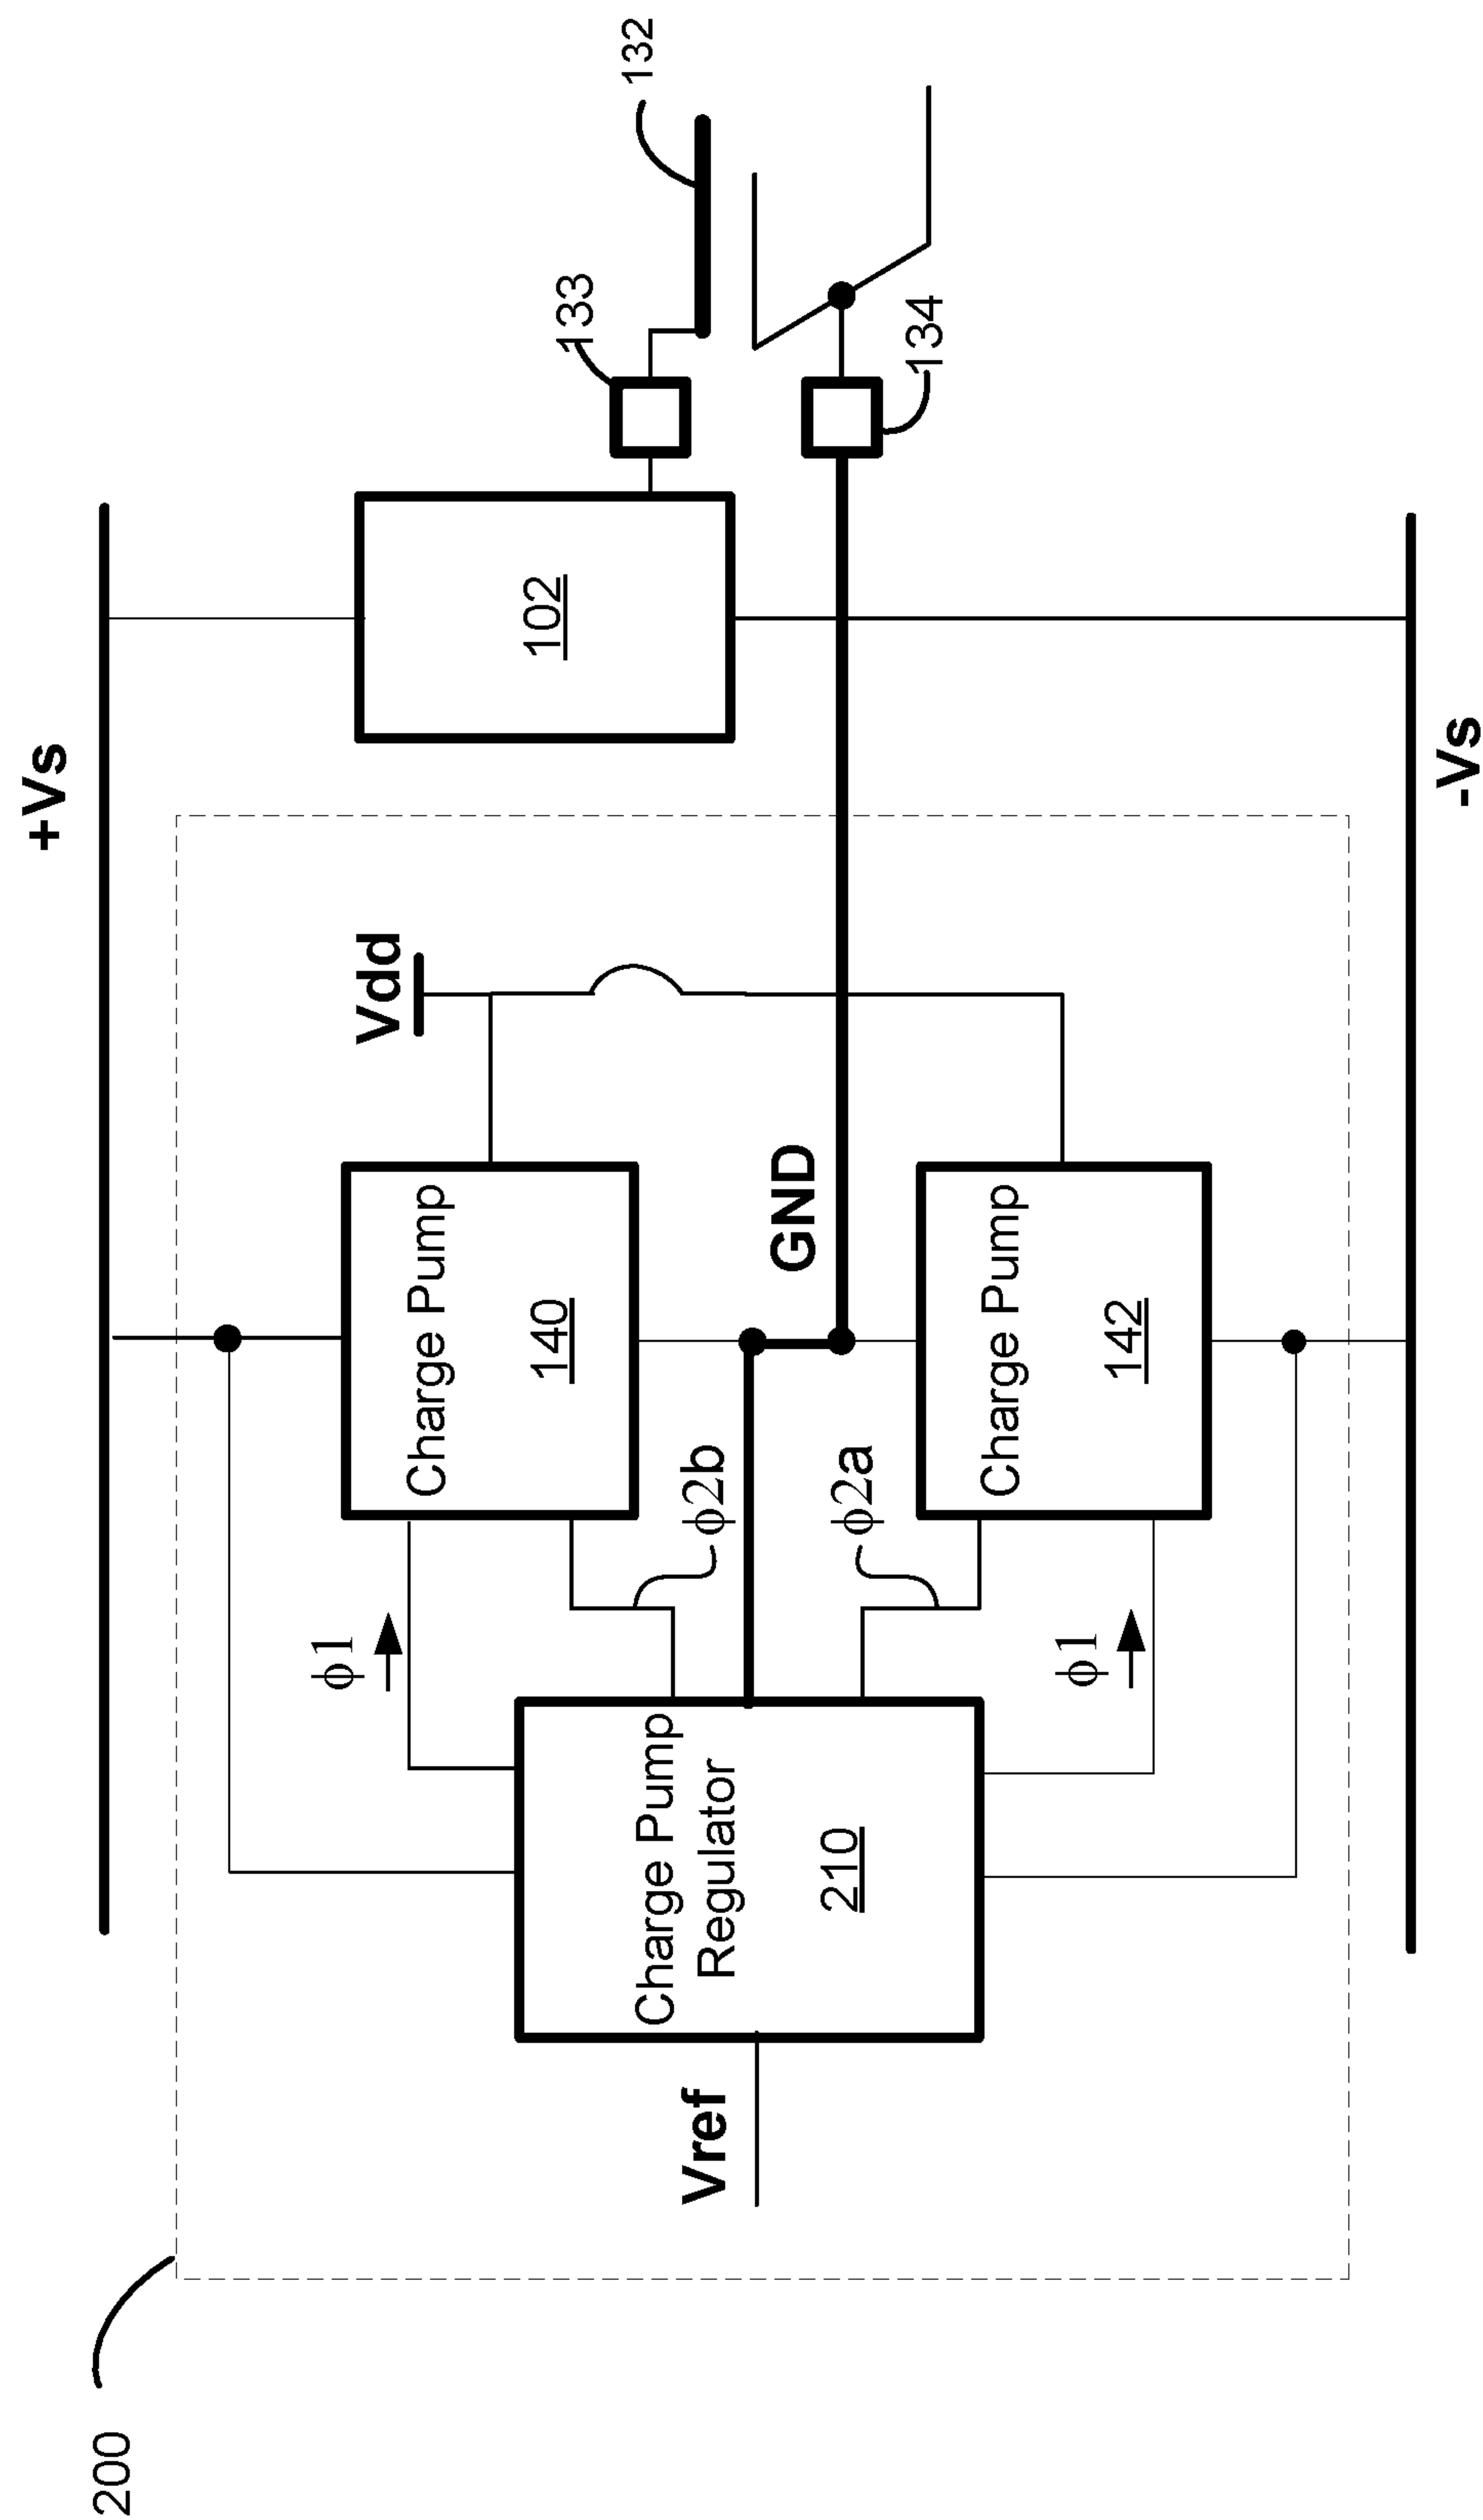 200
+Vs
Vref
Charge Pump
Regulator
210
ϕ1
ϕ2b
ϕ2a
ϕ1
Charge Pump
140
Charge Pump
142
GND
Vdd
102
133
132
134
-Vs